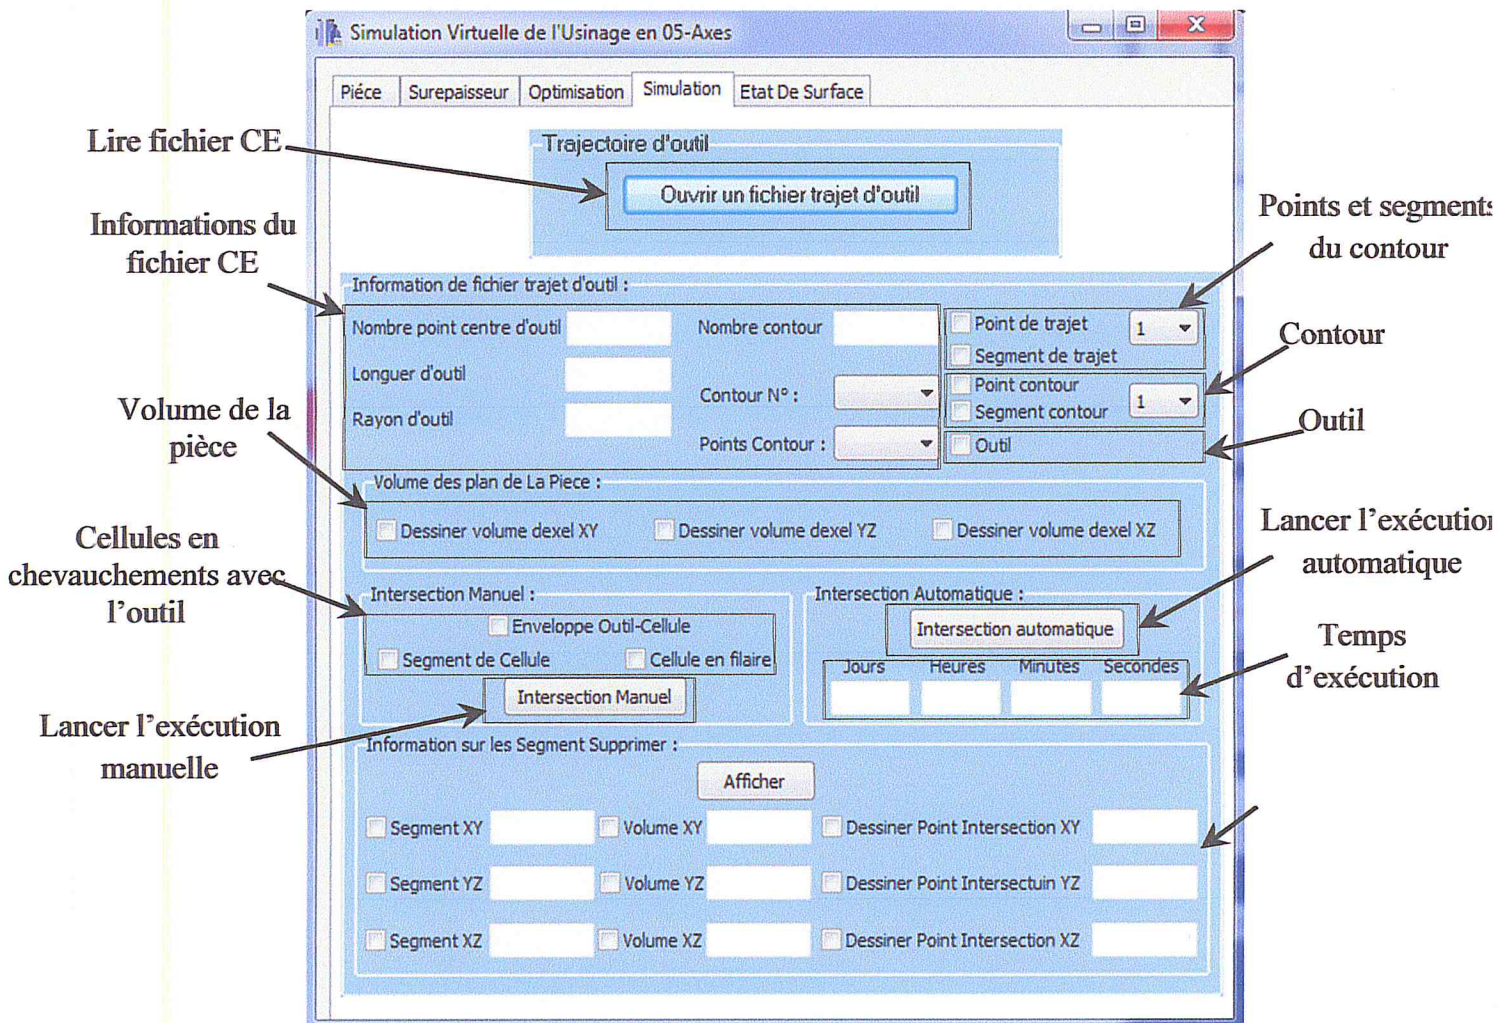 Simulation Virtuelle de l'Usinage en 05-Axes
Piéce Surepaisseur Optimisation Simulation Etat De Surface
Trajectoire d'outil
Lire fichier CE
Ouvrir un fichier trajet d'outil
Informations du
fichier CE
Points et segments
du contour
Information de fichier trajet d'outil :
Nombre point centre d'outil Nombre contour Point de trajet 1
Segment de trajet
Contour
Longuer d'outil
Contour N° : Point contour 1
Segment contour
Rayon d'outil
Points Contour : Outil
Outil
Volume de la
pièce
Volume des plan de La Piece :
Dessiner volume dexel XY Dessiner volume dexel YZ Dessiner volume dexel XZ
Cellules en
chevauchements avec
l'outil
Lancer l'exécution
automatique
Intersection Manuel : Intersection Automatique :
Enveloppe Outil-Cellule Intersection automatique
Segment de Cellule Cellule en filaire Jours Heures Minutes Secondes
Temps
d'exécution
Intersection Manuel
Lancer l'exécution
manuelle
Information sur les Segment Supprimer :
Afficher
Segment XY Volume XY Dessiner Point Intersection XY
Segment YZ Volume YZ Dessiner Point Intersectuin YZ
Segment XZ Volume XZ Dessiner Point Intersection XZ